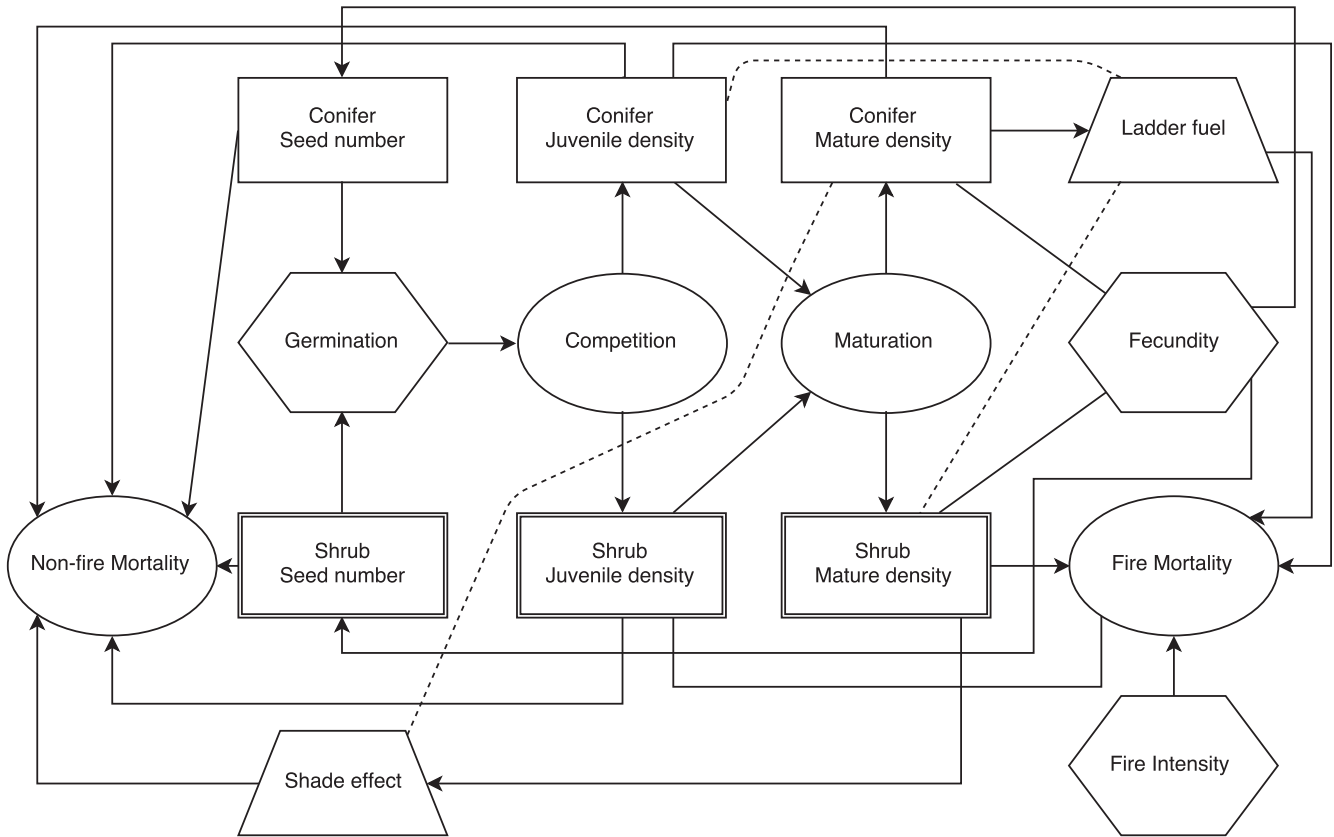 Conifer
Seed number
Conifer
Juvenile density
Conifer
Mature density
Ladder fuel
Germination
Competition
Maturation
Fecundity
Non-fire Mortality
Shrub
Seed number
Shrub
Juvenile density
Shrub
Mature density
Fire Mortality
Shade effect
Fire Intensity